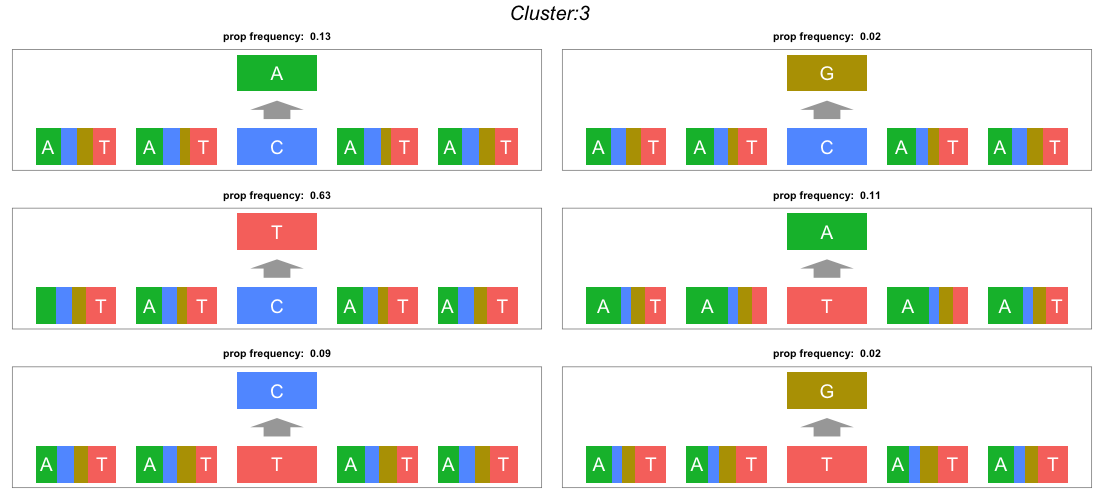 Cluster:3
prop frequency: 0.13
A
A T A T C A T A T
prop frequency: 0.02
G
A T A T C A T A T
prop frequency: 0.63
T
T A T C A T A T
prop frequency: 0.11
A
A T A T A A T
prop frequency: 0.09
C
A T A T T A T A T
prop frequency: 0.02
G
A T A T T A T A T